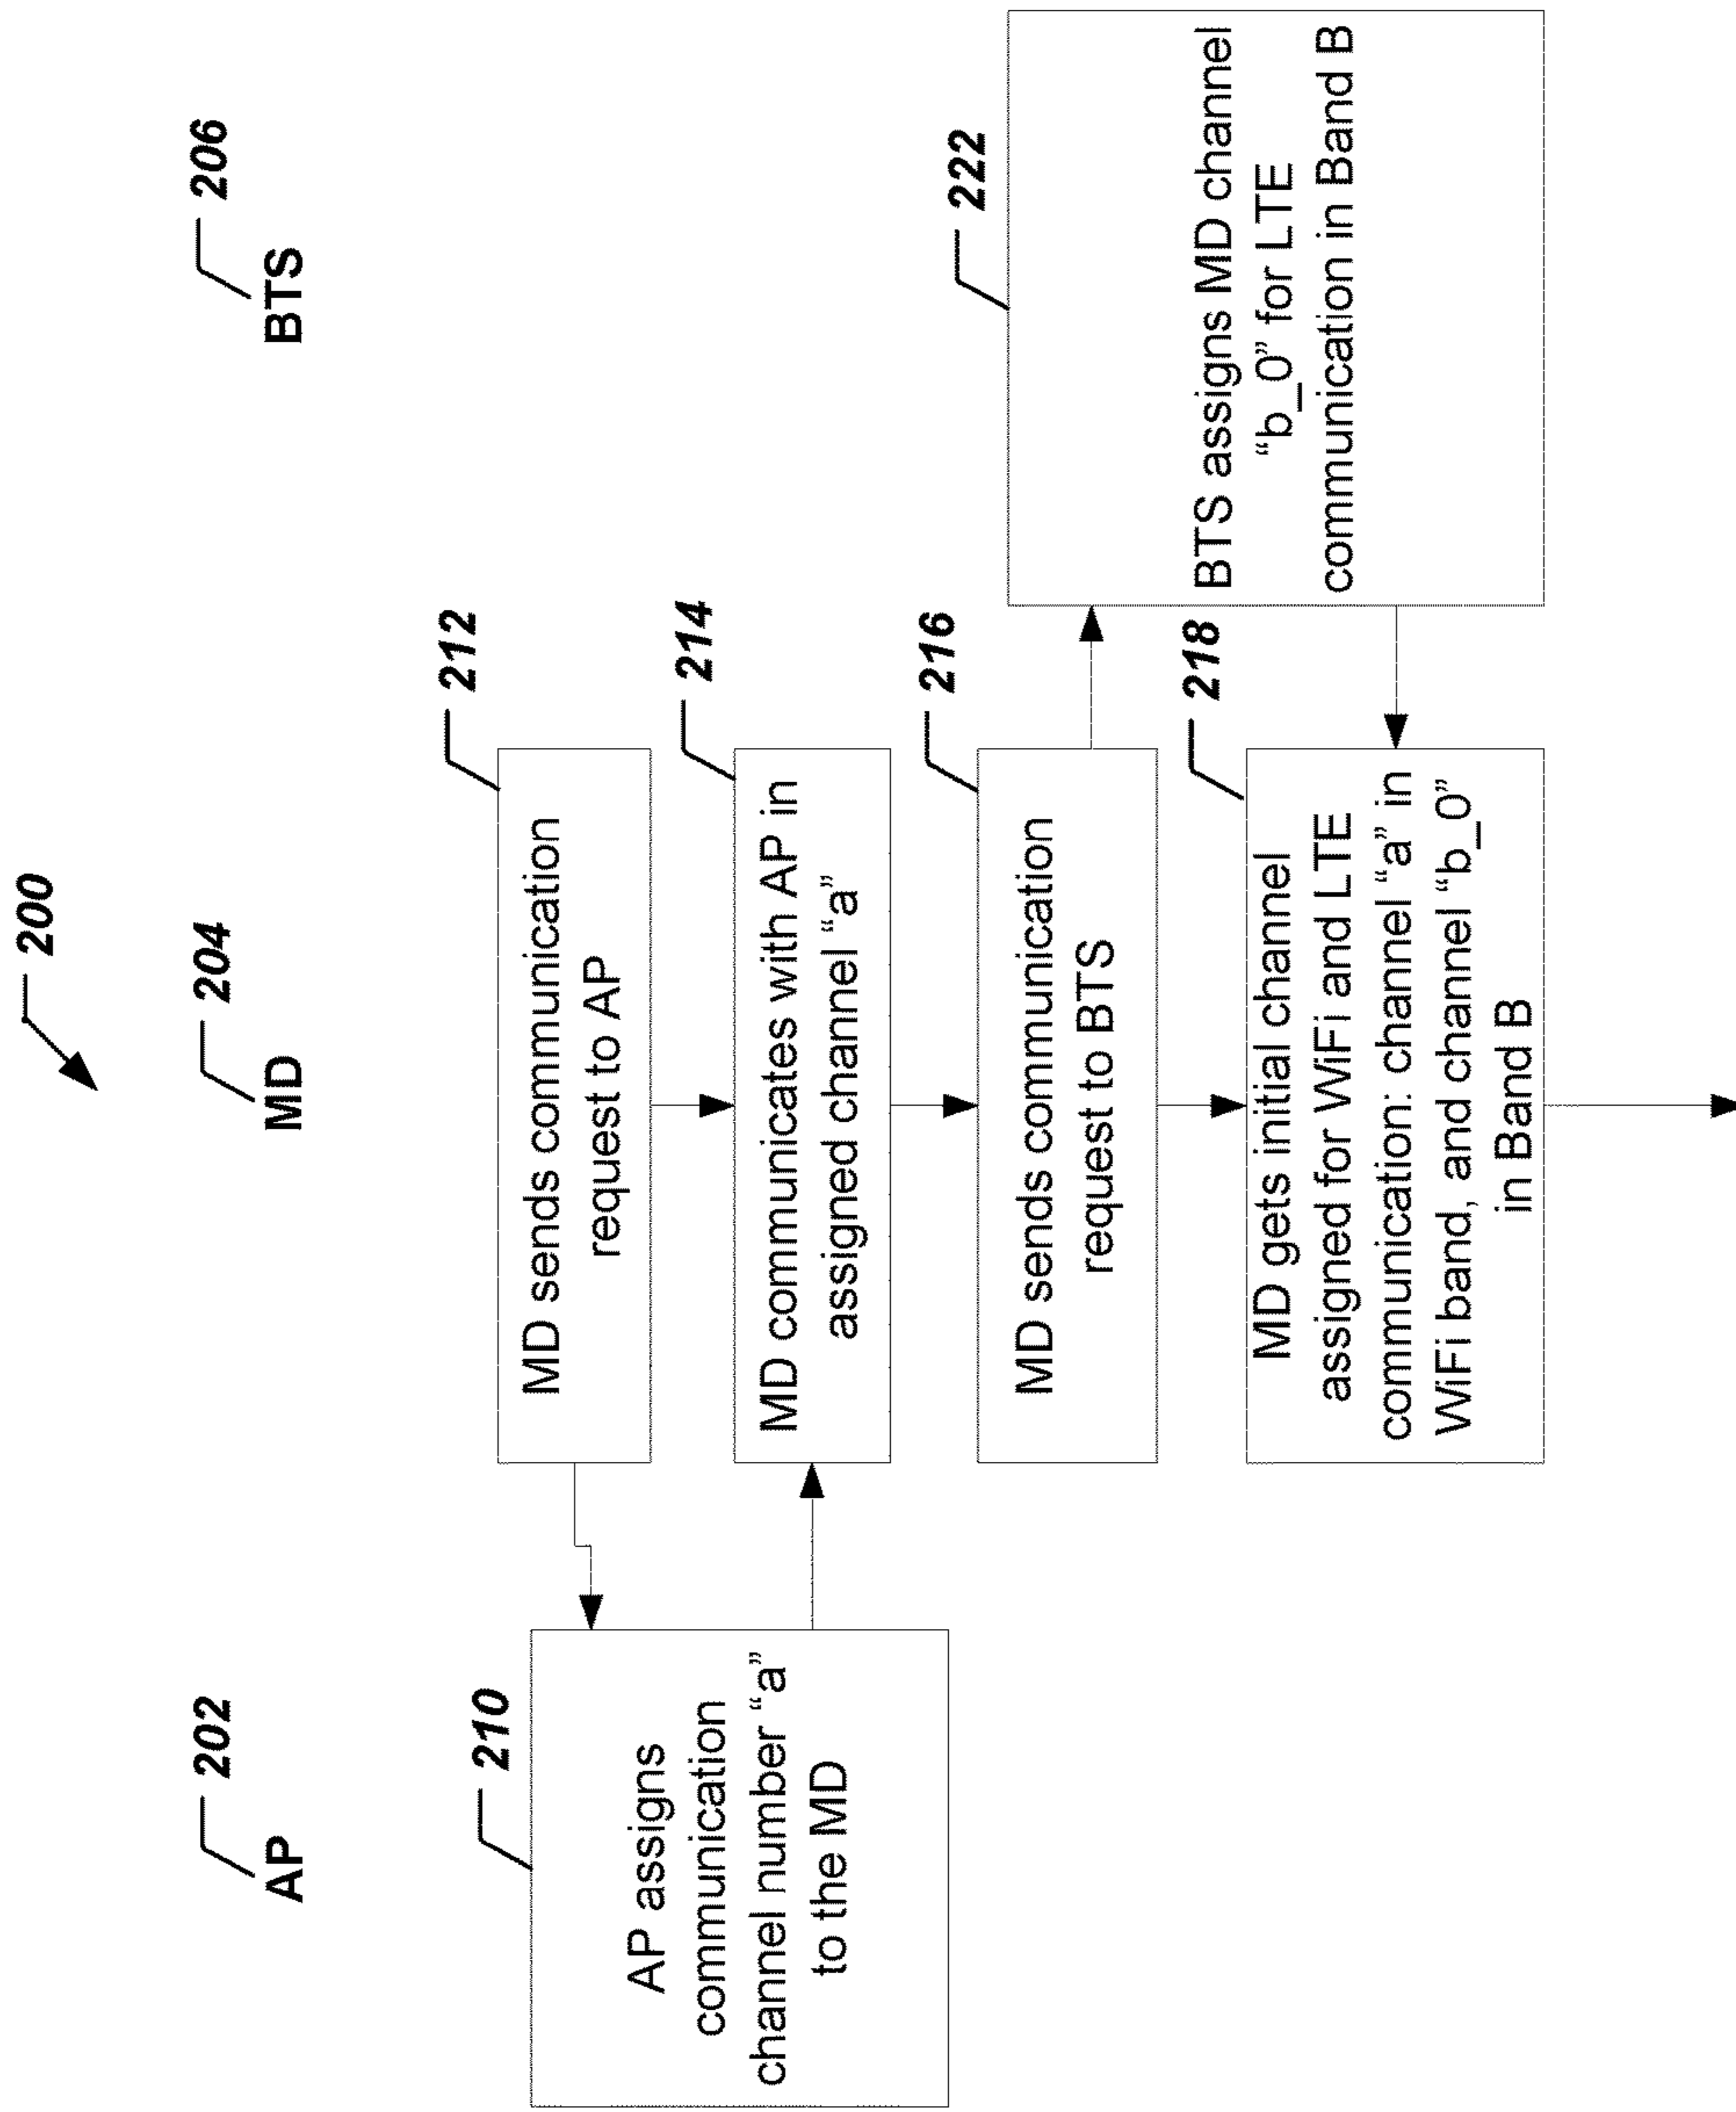 200
202
204
206
AP
MD
BTS
212
MD sends communication
request to AP
210
AP assigns
communication
channel number “a”
to the MD
214
MD communicates with AP in
assigned channel “a”
216
MD sends communication
request to BTS
222
BTS assigns MD channel
“b_0” for LTE
communication in Band B
218
MD gets initial channel
assigned for WiFi and LTE
communication: channel “a” in
WiFi band, and channel “b_0”
in Band B